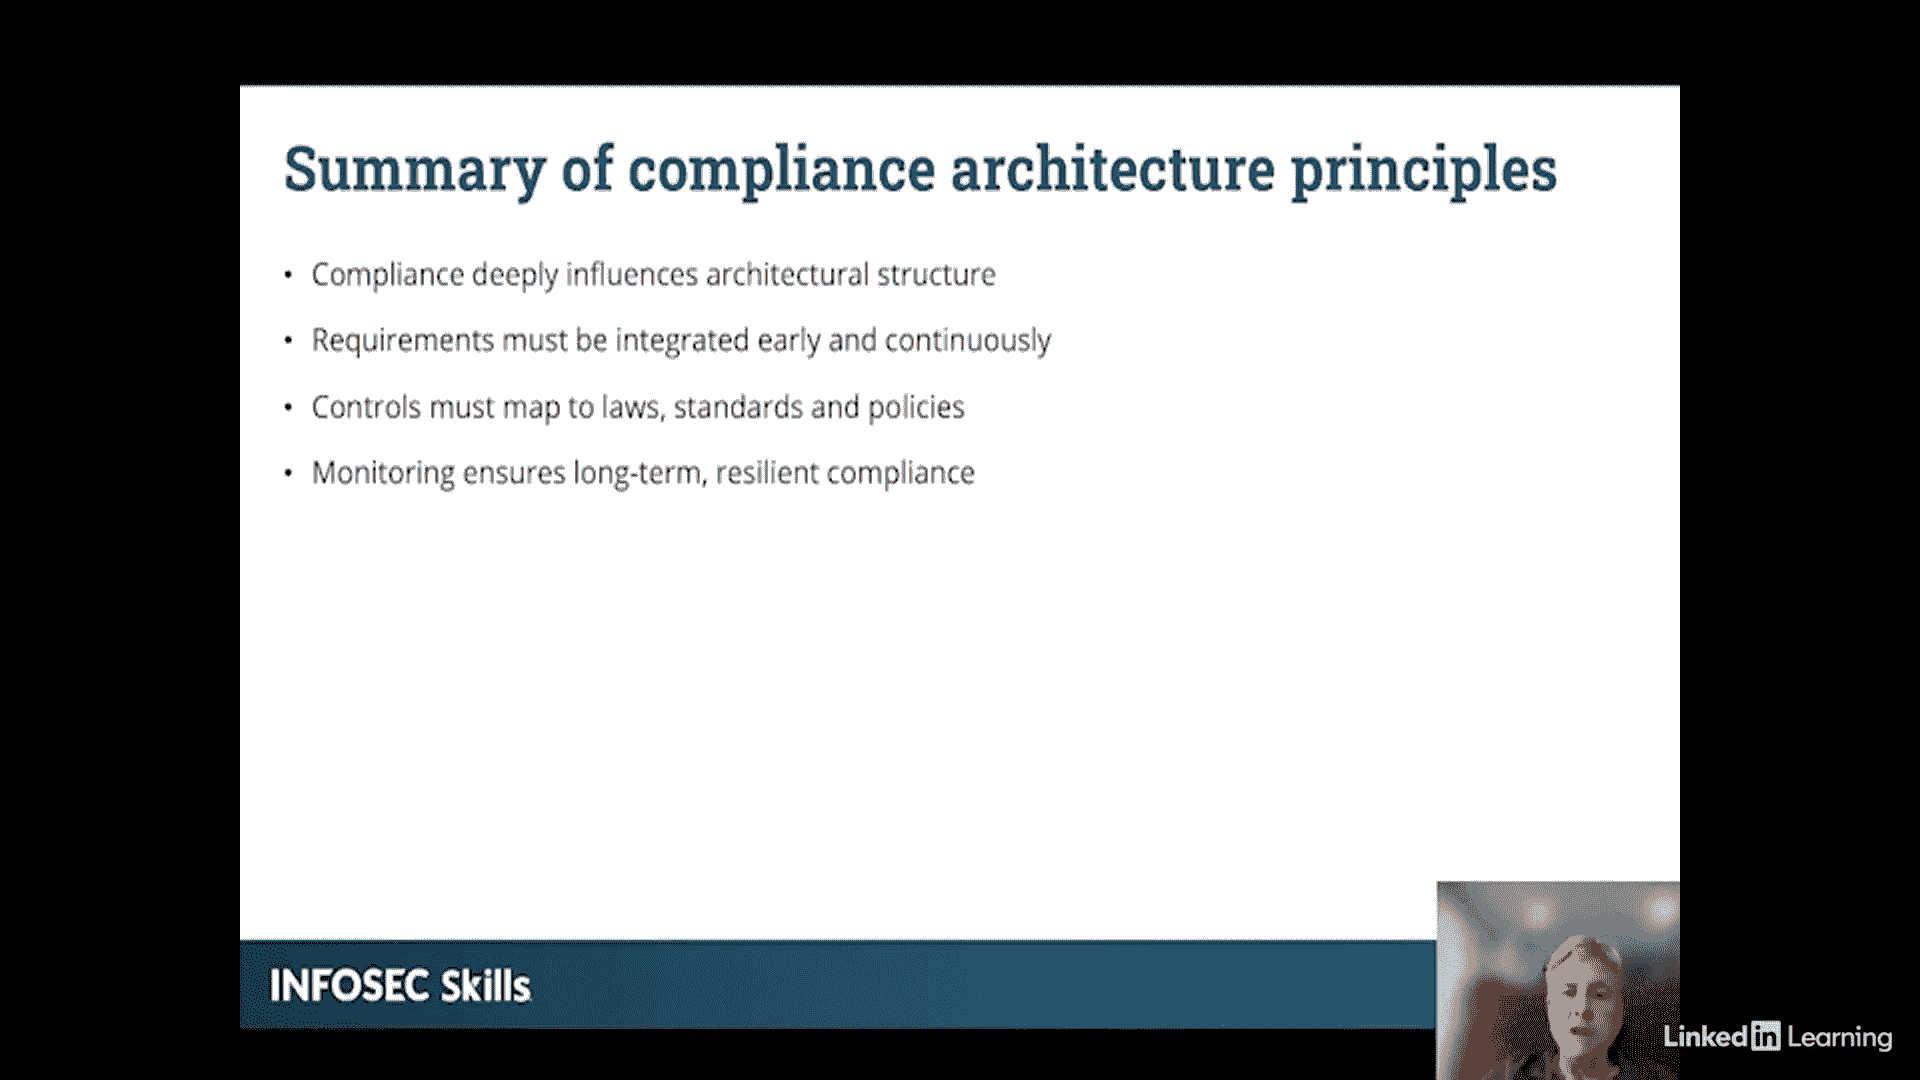 Summary of compliance architecture principles
• Compliance deeply influences architectural structure
• Requirements must be integrated early and continuously
• Controls must map to laws, standards and policies
• Monitoring ensures long-term, resilient compliance
INFOSEC Skills
Linked in Learning